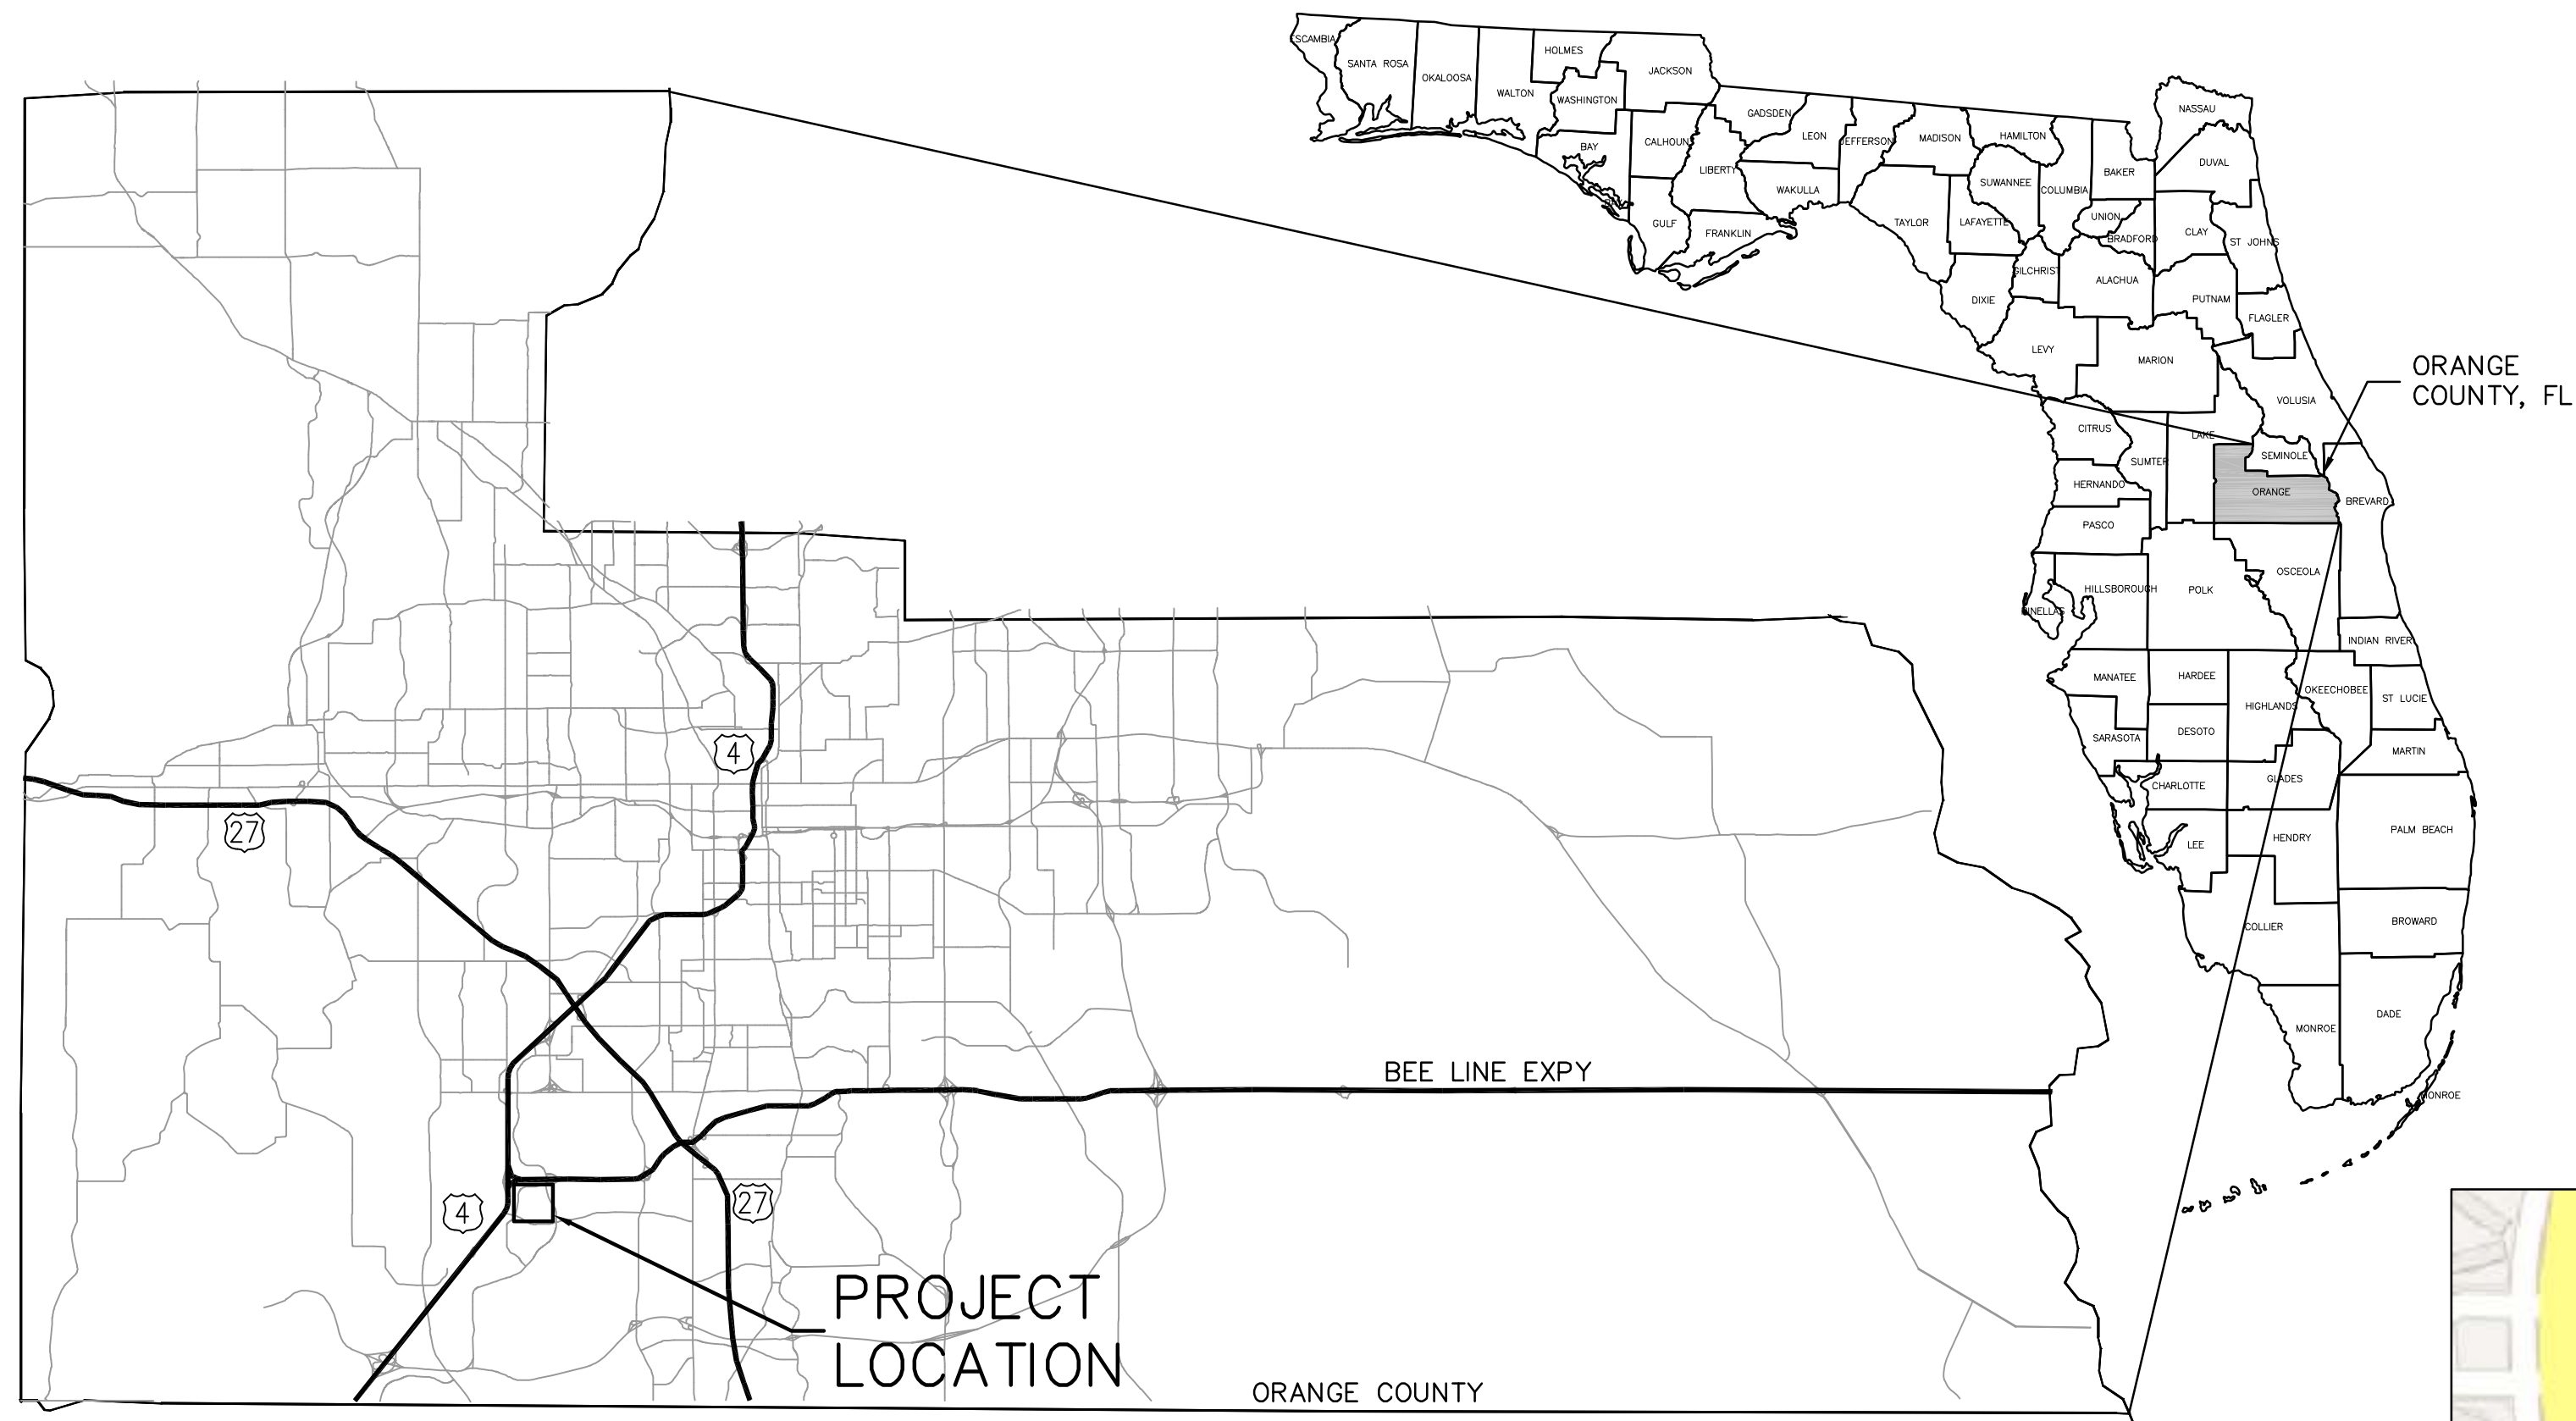 ESCAMBIA
SANTA ROSA
OKALOOSA
WALTON
HOLMES
WASHINGTON
JACKSON
BAY
CALHOUN
GULF
LIBERTY
GADSDEN
FRANKLIN
LEON
WAKULLA
JEFFERSON
MADISON
TAYLOR
HAMILTON
SUWANNEE
LAFAYETTE
COLUMBIA
BAKER
NASSAU
DUVAL
UNION
BRADFORD
CLAY
ST JOHNS
DIXIE
GILCHRIST
ALACHUA
PUTNAM
FLAGLER
LEVY
MARION
VOLUSIA
ORANGE
COUNTY, FL
CITRUS
LAKE
SUMTER
SEMINOLE
HERNANDO
ORANGE
BREVARD
PASCO
HILLSBOROUGH
PINELLAS
POLK
OSCEOLA
INDIAN RIVER
MANATEE
HARDEE
HIGHLANDS
OKEECHOBEE
ST LUCIE
SARASOTA
DESOTO
MARTIN
CHARLOTTE
GLADES
LEE
HENDRY
PALM BEACH
COLLIER
BROWARD
MONROE
DADE
MONROE
4
27
BEE LINE EXPY
4
27
PROJECT
LOCATION
ORANGE COUNTY